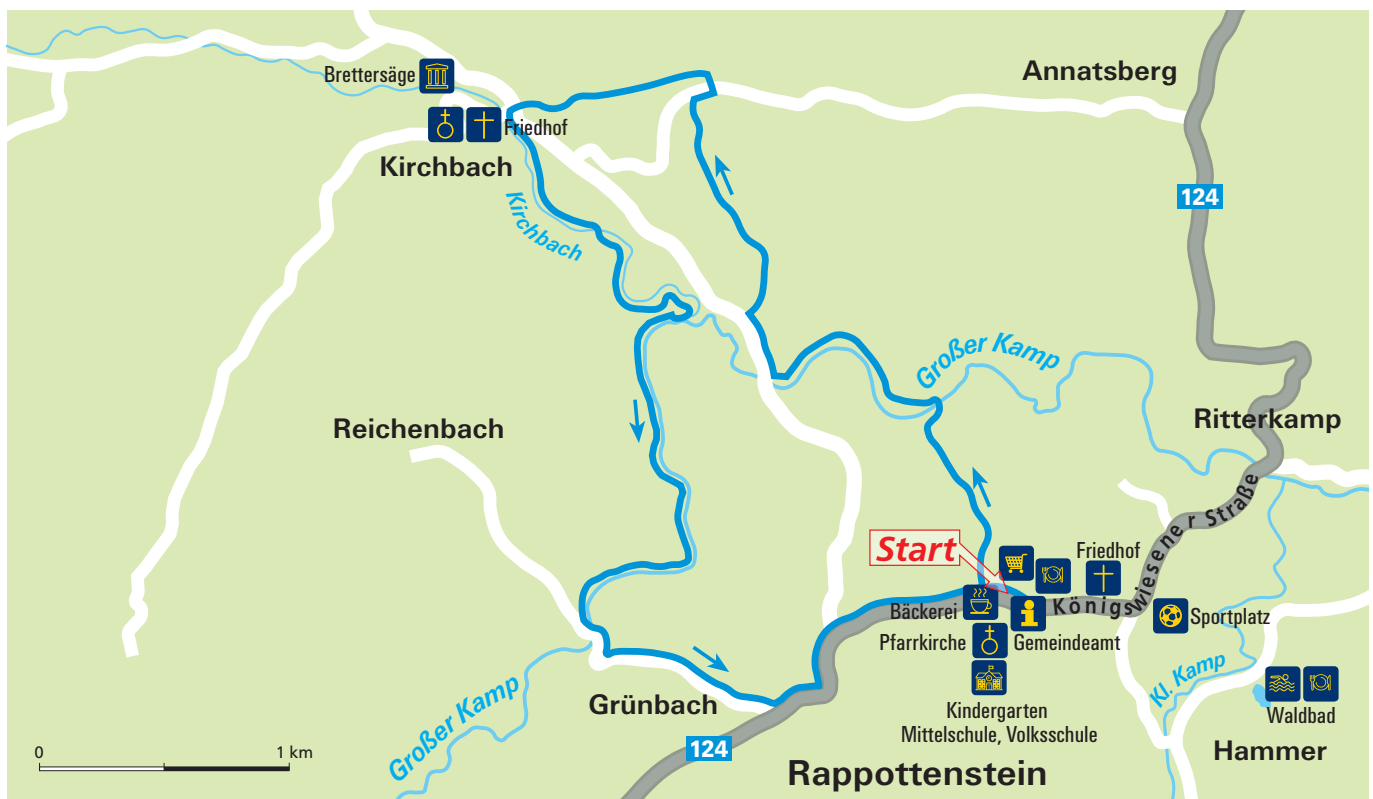 Brettersäge
Friedhof
Kirchbach
Kirchbach
Annatsberg
124
Großer Kamp
Ritterkamp
Reichenbach
Start
Friedhof
Königswiesener Straße
Bäckerei
Sportplatz
Pfarrkirche
Gemeindeamt
Kl. Kamp
Großer Kamp
Grünbach
Kindergarten
Mittelschule, Volksschule
Waldbad
Hammer
124
Rappottenstein
0
1 km